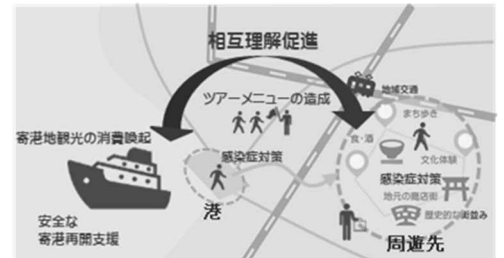 相互理解促進
地域交通
ツアーメニューの造成
まち歩き
寄港地観光の消費喚起
食・酒
感染症対策
文化体験
感染症対策
地元の商店街
港
歴史的な街並み
安全な
寄港再開支援
周遊先